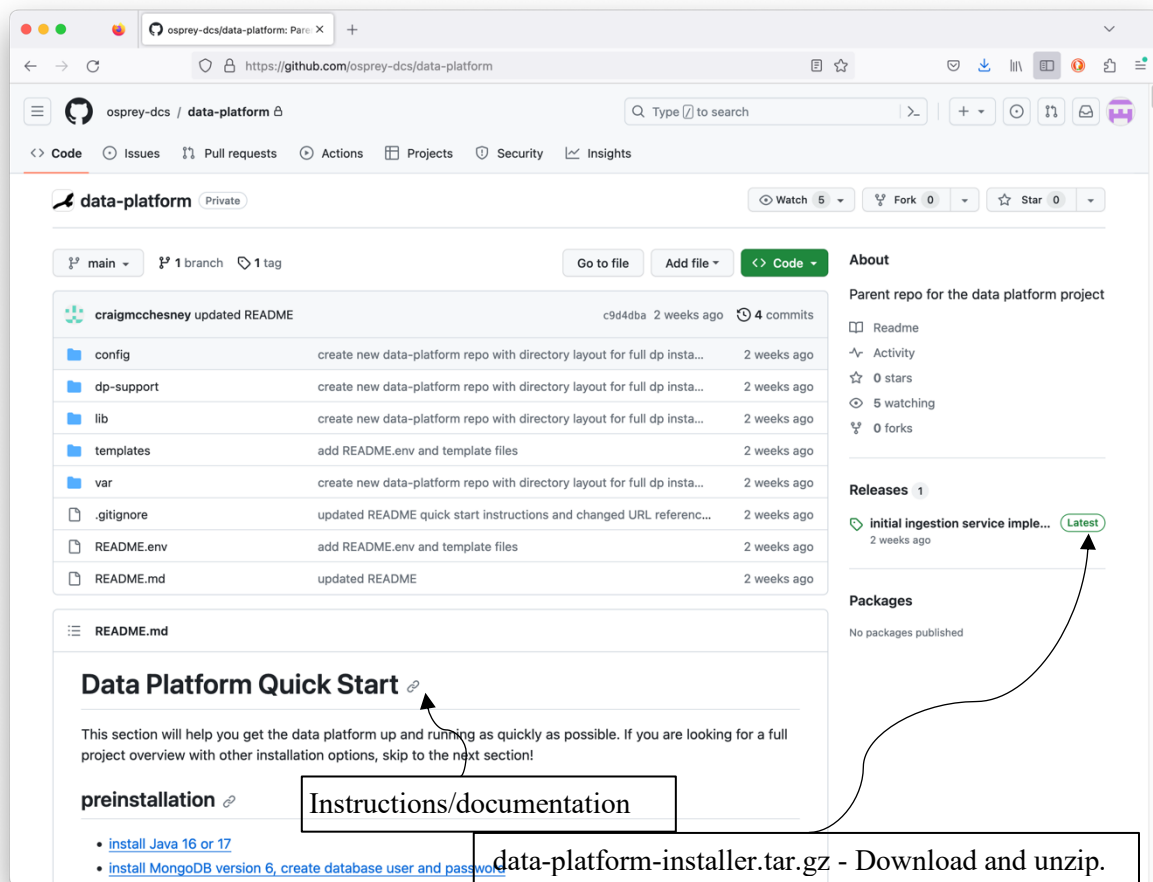 osprey-dcs/data-platform: Pare
https://github.com/osprey-dcs/data-platform
osprey-dcs / data-platform
Type / to search
Code Issues Pull requests Actions Projects Security Insights
data-platform Private
Watch 5 Fork 0 Star 0
main 1 branch 1 tag Go to file Add file Code
craigmcchesney updated README c9d4dba 2 weeks ago 4 commits
config create new data-platform repo with directory layout for full dp insta... 2 weeks ago
dp-support create new data-platform repo with directory layout for full dp insta... 2 weeks ago
lib create new data-platform repo with directory layout for full dp insta... 2 weeks ago
templates add README.env and template files 2 weeks ago
var create new data-platform repo with directory layout for full dp insta... 2 weeks ago
.gitignore updated README quick start instructions and changed URL referenc... 2 weeks ago
README.env add README.env and template files 2 weeks ago
README.md updated README 2 weeks ago
About
Parent repo for the data platform project
Readme
Activity
0 stars
5 watching
0 forks
Releases 1
initial ingestion service imple... Latest
2 weeks ago
Packages
No packages published
README.md
Data Platform Quick Start
This section will help you get the data platform up and running as quickly as possible. If you are looking for a full
project overview with other installation options, skip to the next section!
preinstallation
Instructions/documentation
• install Java 16 or 17
• install MongoDB version 6, create database user and password
data-platform-installer.tar.gz - Download and unzip.